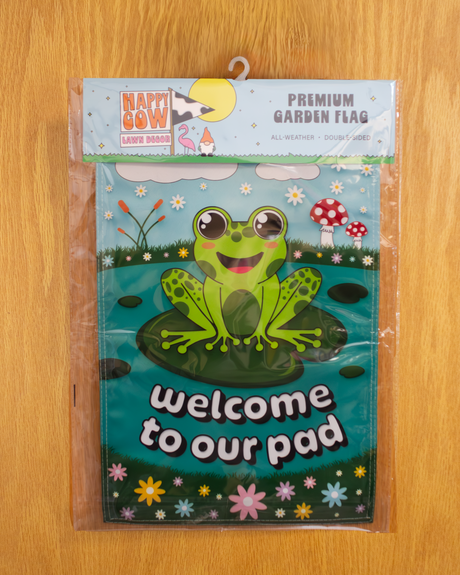 HAPPY
COW
LAWN DECOR
PREMIUM
GARDEN FLAG
ALL-WEATHER • DOUBLE-SIDED
welcome
to our pad